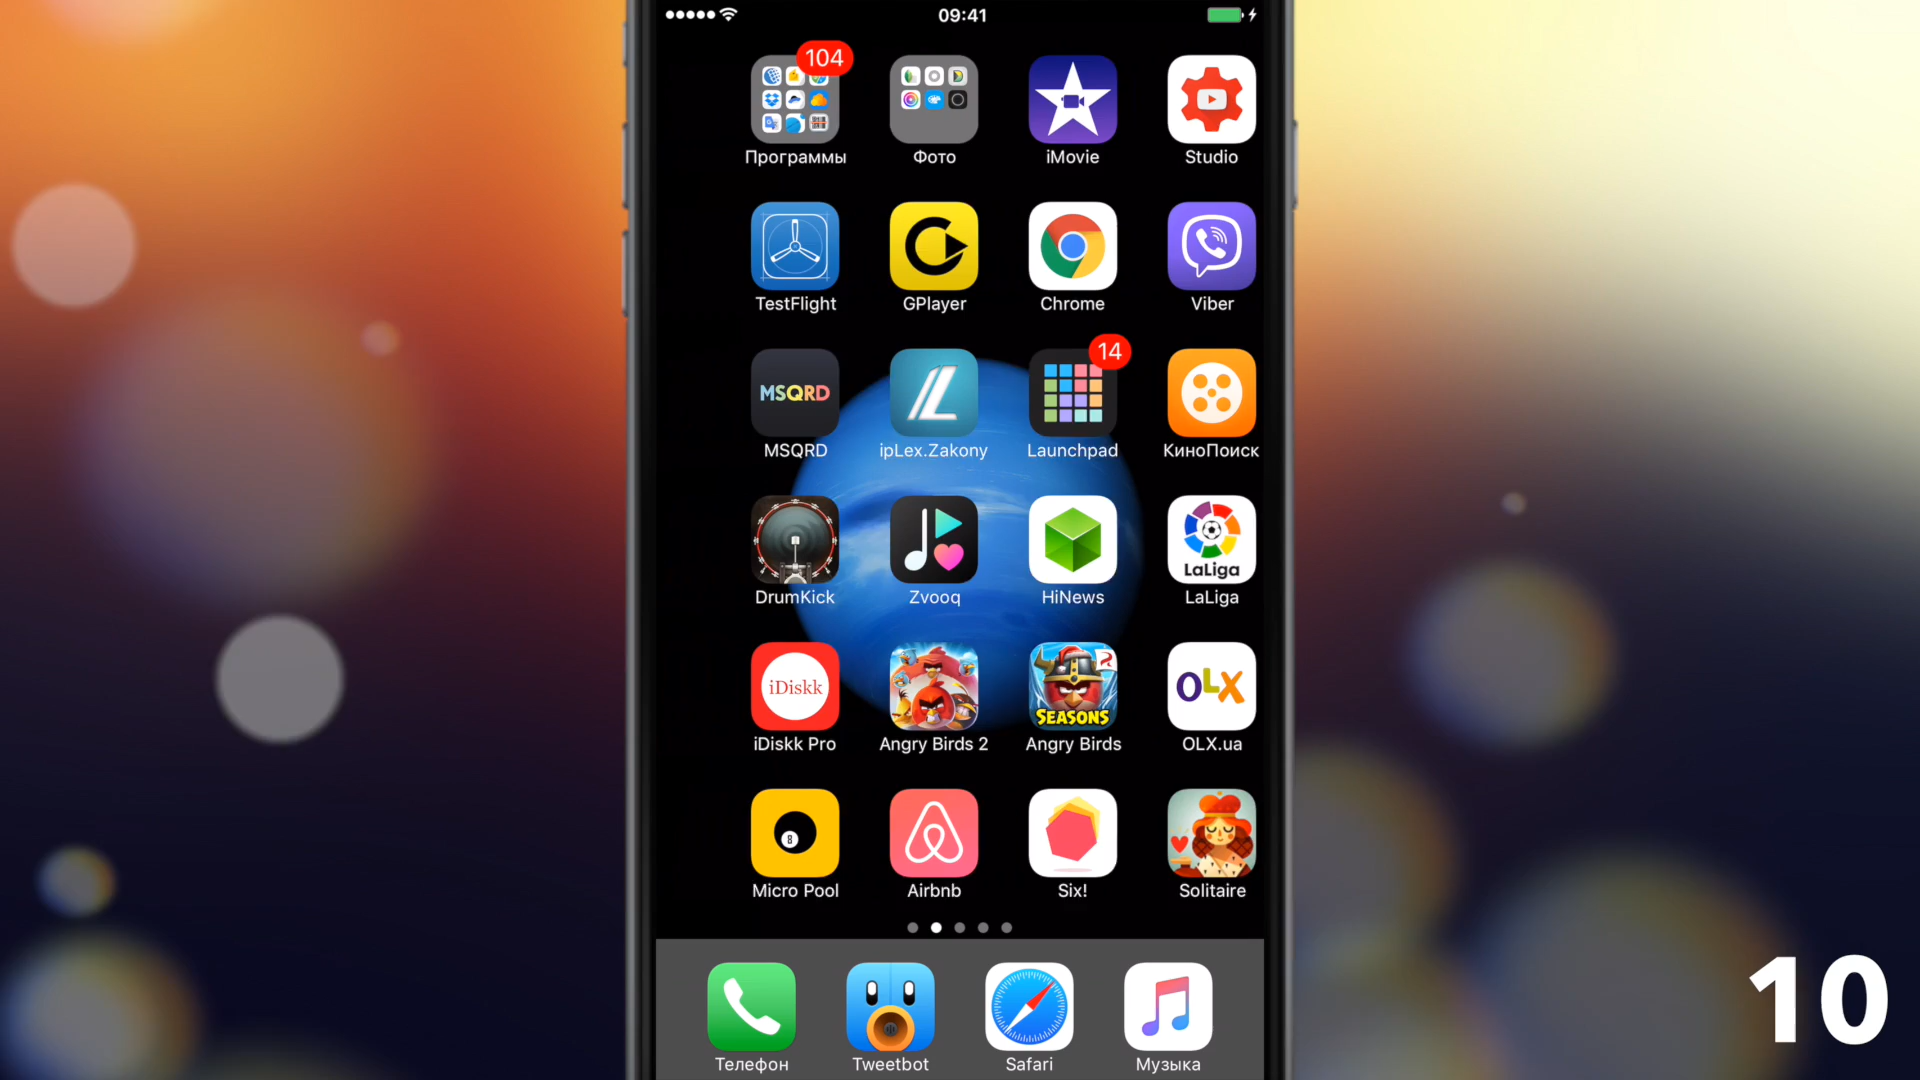 09:41
104
Программы Фото iMovie Studio
TestFlight GPlayer Chrome Viber
MSQRD
14
MSQRD ipLex.Zakony Launchpad КиноПоиск
LaLiga
DrumKick Zvooq HiNews LaLiga
iDiskk
SEASONS
OLX
iDiskk Pro Angry Birds 2 Angry Birds OLX.ua
8
Micro Pool Airbnb Six! Solitaire
Телефон Tweetbot Safari Музыка
10